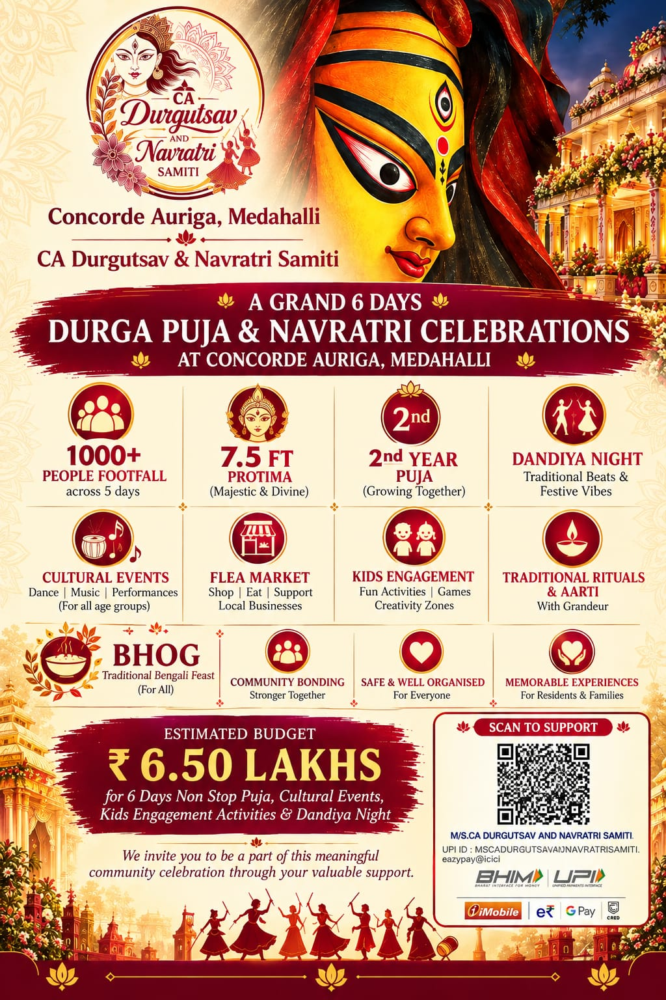 CA
Durgutsav
AND
Navratri
SAMITI
Concorde Auriga, Medahalli
CA Durgutsav & Navratri Samiti
A GRAND 6 DAYS
DURGA PUJA & NAVRATRI CELEBRATIONS
AT CONCORDE AURIGA, MEDAHALLI
1000+
PEOPLE FOOTFALL
across 5 days
7.5 FT
PROTIMA
(Majestic & Divine)
2nd
2nd YEAR
PUJA
(Growing Together)
DANDIYA NIGHT
Traditional Beats &
Festive Vibes
CULTURAL EVENTS
Dance | Music | Performances
(For all age groups)
FLEA MARKET
Shop | Eat | Support
Local Businesses
KIDS ENGAGEMENT
Fun Activities | Games
Creativity Zones
TRADITIONAL RITUALS
& AARTI
With Grandeur
BHOG
Traditional Bengali Feast
(For All)
COMMUNITY BONDING
Stronger Together
SAFE & WELL ORGANISED
For Everyone
MEMORABLE EXPERIENCES
For Residents & Families
ESTIMATED BUDGET
₹ 6.50 LAKHS
for 6 Days Non Stop Puja, Cultural Events,
Kids Engagement Activities & Dandiya Night
We invite you to be a part of this meaningful
community celebration through your valuable support.
SCAN TO SUPPORT
M/S.CA DURGUTSAV AND NAVRATRI SAMITI.
UPI ID : MSCADURGUTSAVANJNAVRATRISAMITI.
eazypay@icici
BHIM
BHARAT INTERFACE FOR MONEY
UPI
UNIFIED PAYMENTS INTERFACE
iMobile
e₹
G Pay
CRED